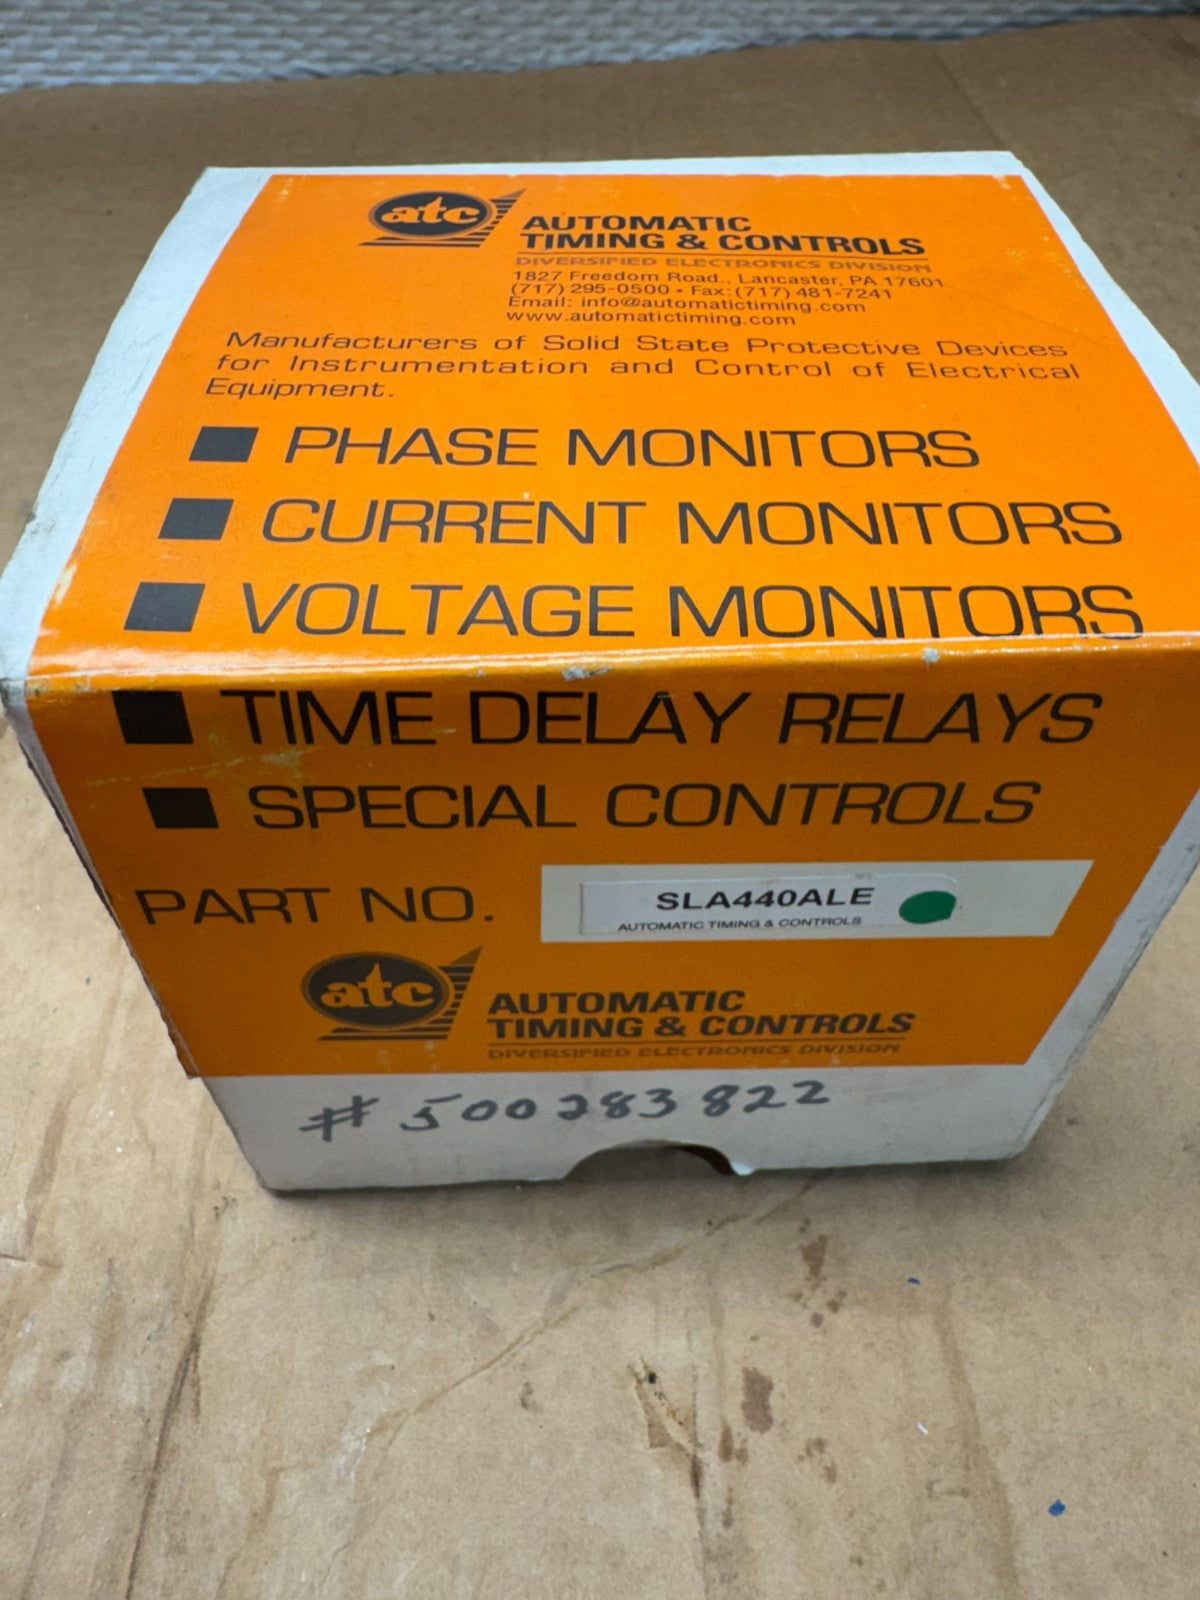 atc
AUTOMATIC
TIMING & CONTROLS
DIVERSIFIED ELECTRONICS DIVISION
1827 Freedom Road., Lancaster, PA 17601
(717) 295-0500 • Fax: (717) 481-7241
Email: info@automatictiming.com
www.automatictiming.com
Manufacturers of Solid State Protective Devices
for Instrumentation and Control of Electrical
Equipment.
PHASE MONITORS
CURRENT MONITORS
VOLTAGE MONITORS
TIME DELAY RELAYS
SPECIAL CONTROLS
PART NO.
SLA440ALE
AUTOMATIC TIMING & CONTROLS
atc
AUTOMATIC
TIMING & CONTROLS
DIVERSIFIED ELECTRONICS DIVISION
# 500283822